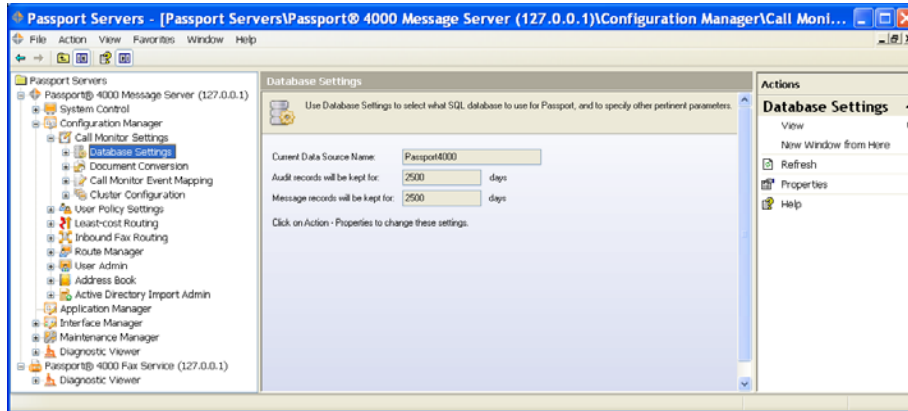 Passport Servers - [Passport Servers\Passport® 4000 Message Server (127.0.0.1)\Configuration Manager\Call Moni...
File Action View Favorites Window Help
Passport Servers
Passport® 4000 Message Server (127.0.0.1)
System Control
Configuration Manager
Call Monitor Settings
Database Settings
Document Conversion
Call Monitor Event Mapping
Cluster Configuration
User Policy Settings
Least-cost Routing
Inbound Fax Routing
Route Manager
User Admin
Address Book
Active Directory Import Admin
Application Manager
Interface Manager
Maintenance Manager
Diagnostic Viewer
Passport® 4000 Fax Service (127.0.0.1)
Diagnostic Viewer
Database Settings
Use Database Settings to select what SQL database to use for Passport, and to specify other pertinent parameters.
Current Data Source Name: Passport4000
Audit records will be kept for: 2500 days
Message records will be kept for: 2500 days
Click on Action - Properties to change these settings.
Actions
Database Settings
View
New Window from Here
Refresh
Properties
Help